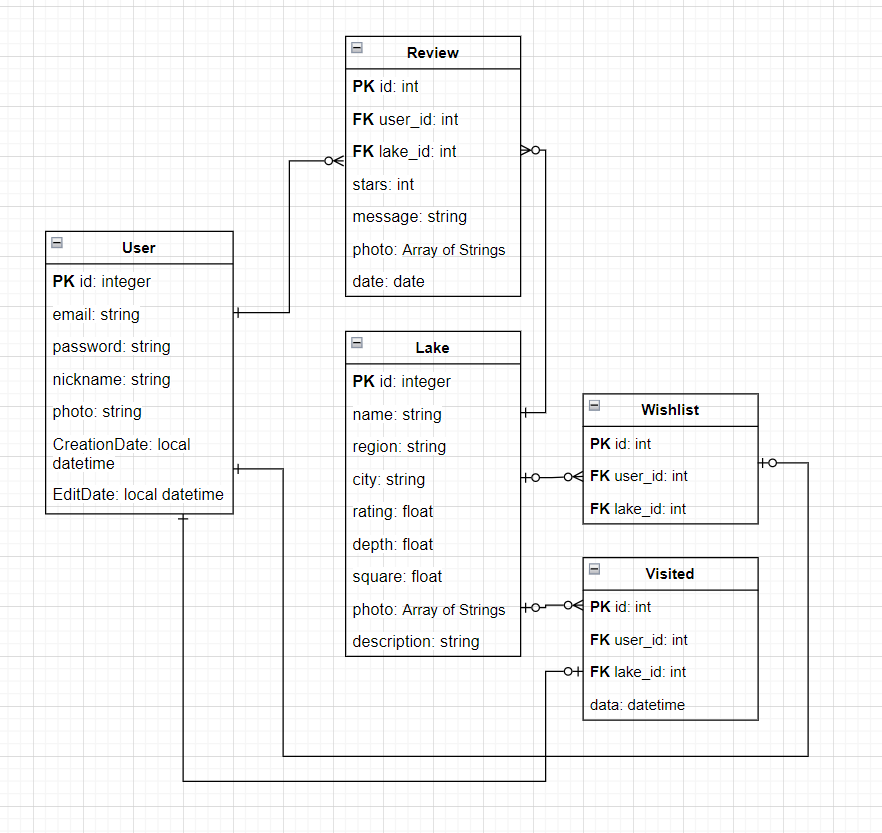 Review
PK id: int
FK user_id: int
FK lake_id: int
stars: int
message: string
photo: Array of Strings
date: date
User
PK id: integer
email: string
password: string
nickname: string
photo: string
CreationDate: local
datetime
EditDate: local datetime
Lake
PK id: integer
name: string
region: string
city: string
rating: float
depth: float
square: float
photo: Array of Strings
description: string
Wishlist
PK id: int
FK user_id: int
FK lake_id: int
Visited
PK id: int
FK user_id: int
FK lake_id: int
data: datetime